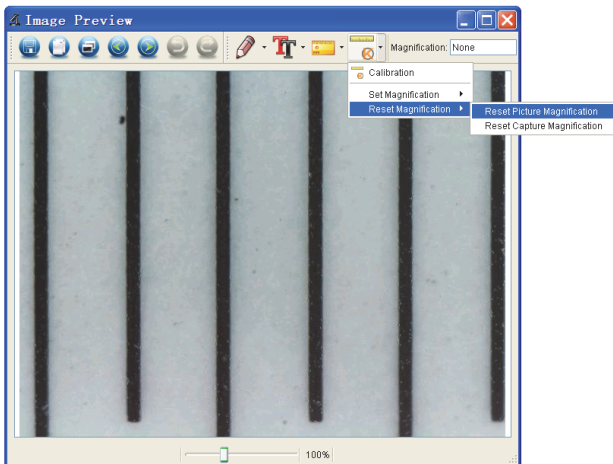 Image Preview
Magnification: None
Calibration
Set Magnification
Reset Magnification
Reset Picture Magnification
Reset Capture Magnification
100%